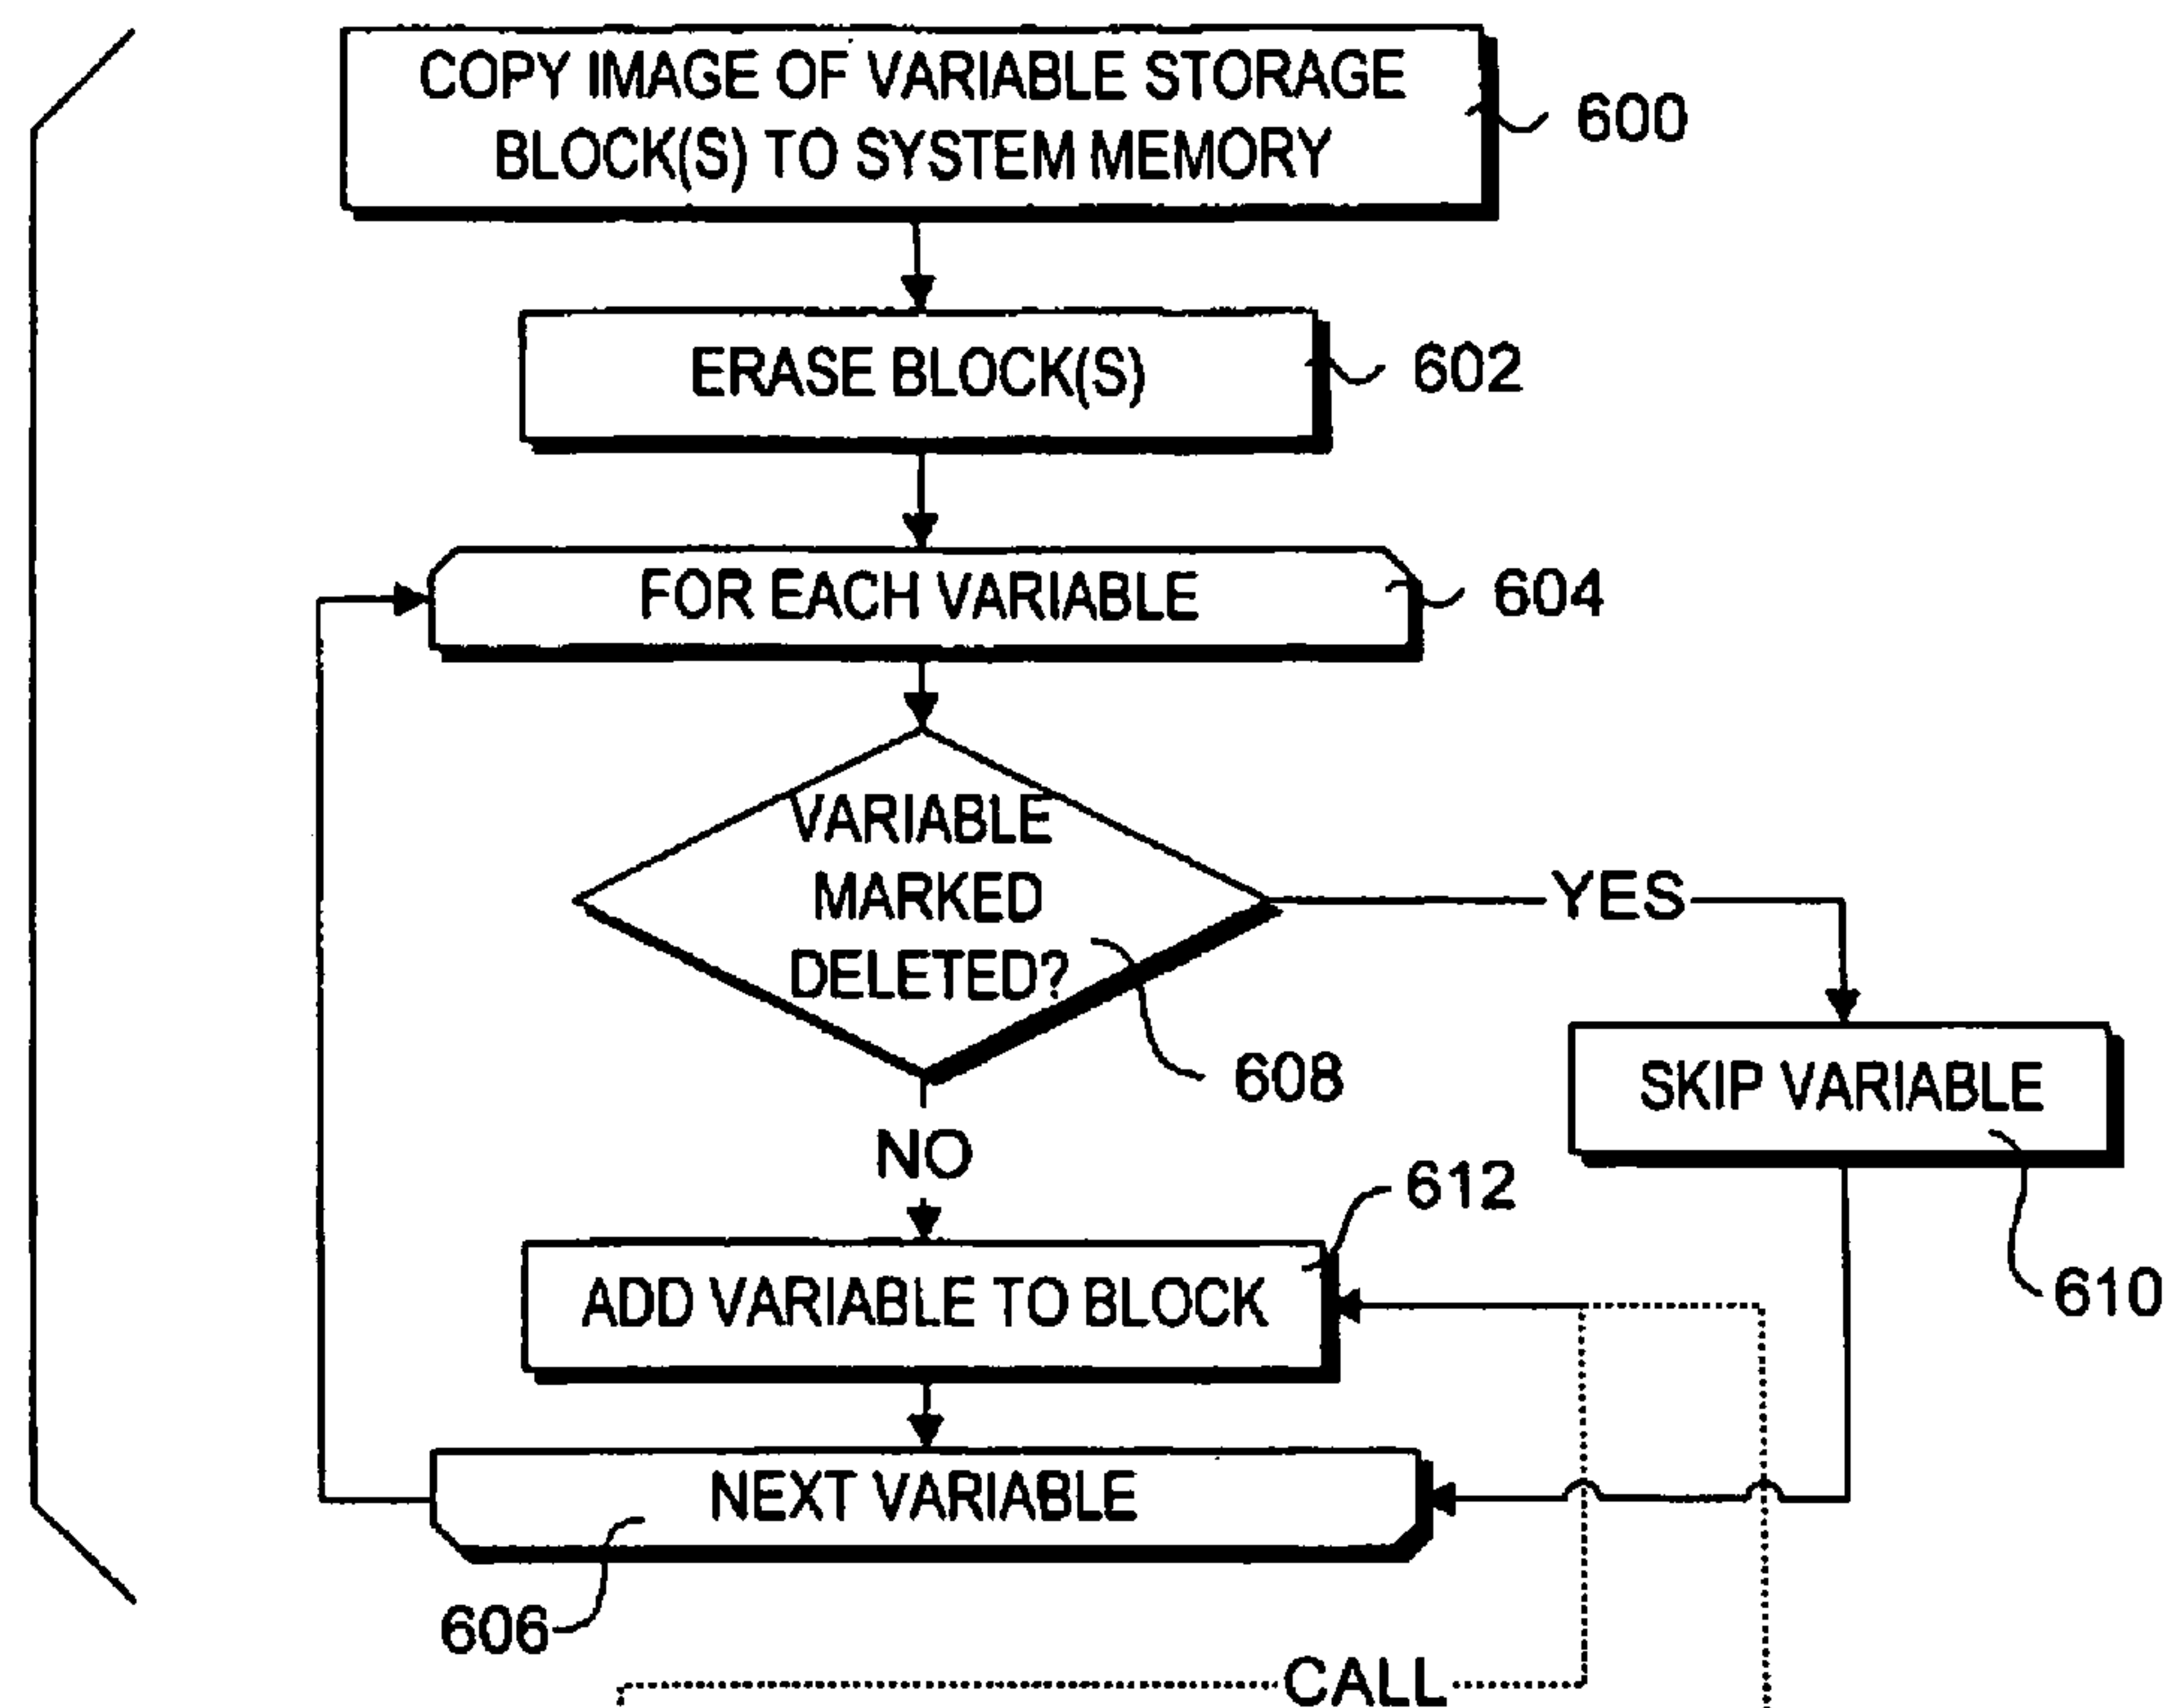 COPY IMAGE OF VARIABLE STORAGE
BLOCK(S) TO SYSTEM MEMORY
600
ERASE BLOCK(S)
602
FOR EACH VARIABLE
604
VARIABLE
MARKED
DELETED?
YES
608
SKIP VARIABLE
NO
612
610
ADD VARIABLE TO BLOCK
NEXT VARIABLE
606
CALL